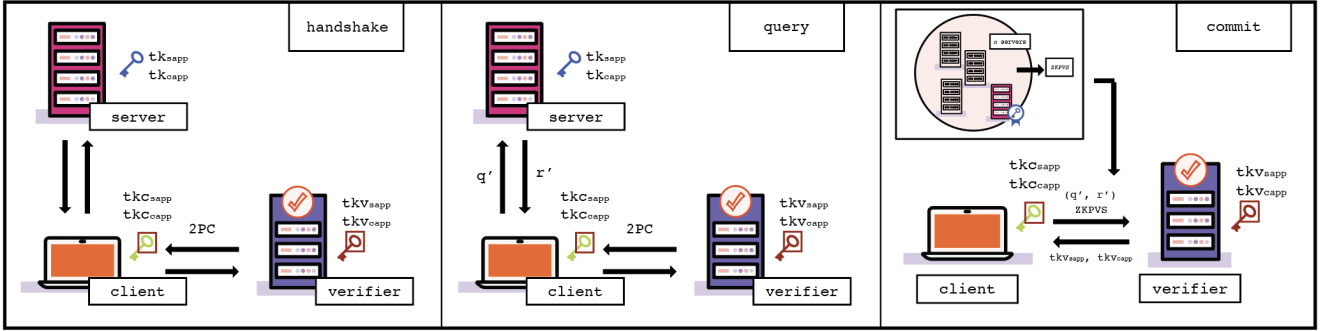 handshake
tksapp
tkcapp
server
tkcsapp
tkccapp
tkvsapp
tkvcapp
2PC
client
verifier
query
tksapp
tkcapp
server
q’
r’
tkcsapp
tkccapp
tkvsapp
tkvcapp
2PC
client
verifier
commit
n servers
ZKPVS
tkcsapp
tkccapp
tkvsapp
tkvcapp
(q’, r’)
ZKPVS
tkvsapp, tkvcapp
client
verifier